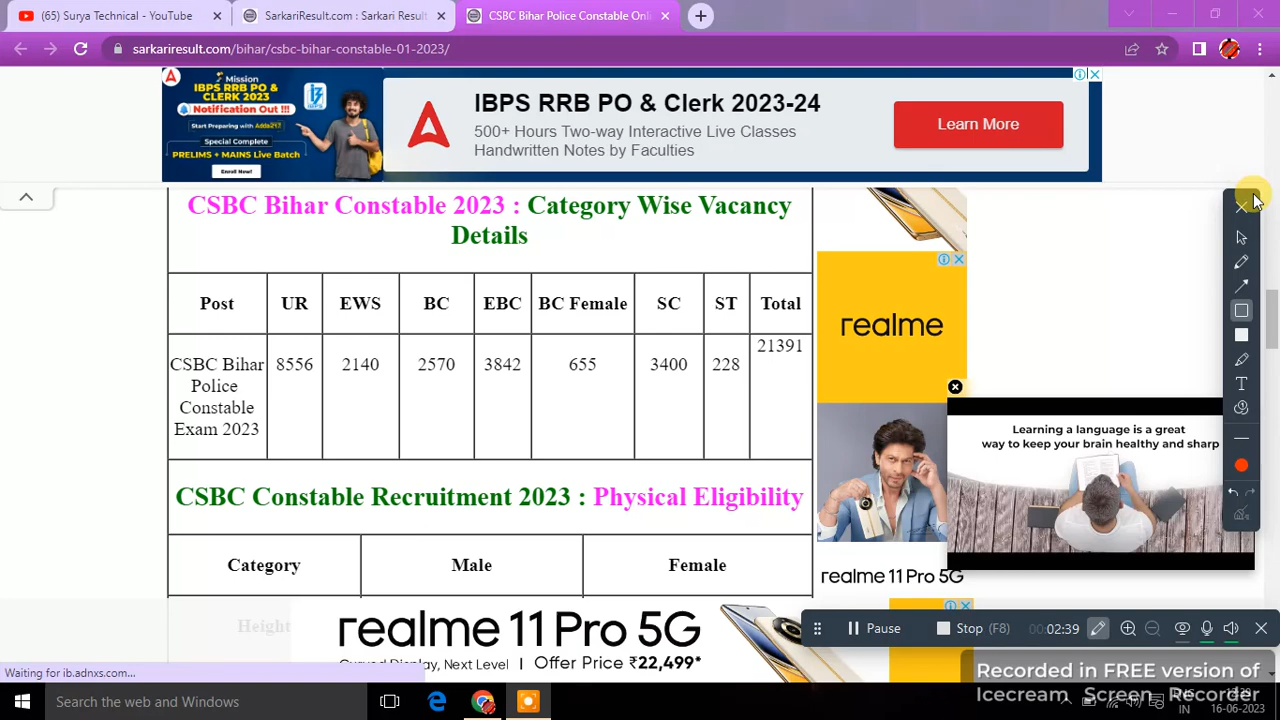 (65) Surya Technical - YouTube
SarkariResult.com : Sarkari Result
CSBC Bihar Police Constable Onl
sarkariresult.com/bihar/csbc-bihar-constable-01-2023/
Mission
IBPS RRB PO &
CLERK 2023
Notification Out !!!
Start Preparing with Adda247
Special Complete
PRELIMS + MAINS Live Batch
Enroll Now!
IBPS RRB PO & Clerk 2023-24
500+ Hours Two-way Interactive Live Classes
Handwritten Notes by Faculties
Learn More
CSBC Bihar Constable 2023 : Category Wise Vacancy
Details
Post UR EWS BC EBC BC Female SC ST Total
CSBC Bihar Police Constable Exam 2023 8556 2140 2570 3842 655 3400 228 21391
CSBC Constable Recruitment 2023 : Physical Eligibility
Category Male Female
Height
realme
realme 11 Pro 5G
Learning a language is a great
way to keep your brain healthy and sharp
realme 11 Pro 5G
Curved Display, Next Level | Offer Price ₹22,499*
Pause
Stop (F8)
00:02:39
Waiting for ib.adnxs.com...
Recorded in FREE version of
Icecream Screen Recorder
Search the web and Windows
IN
16-06-2023